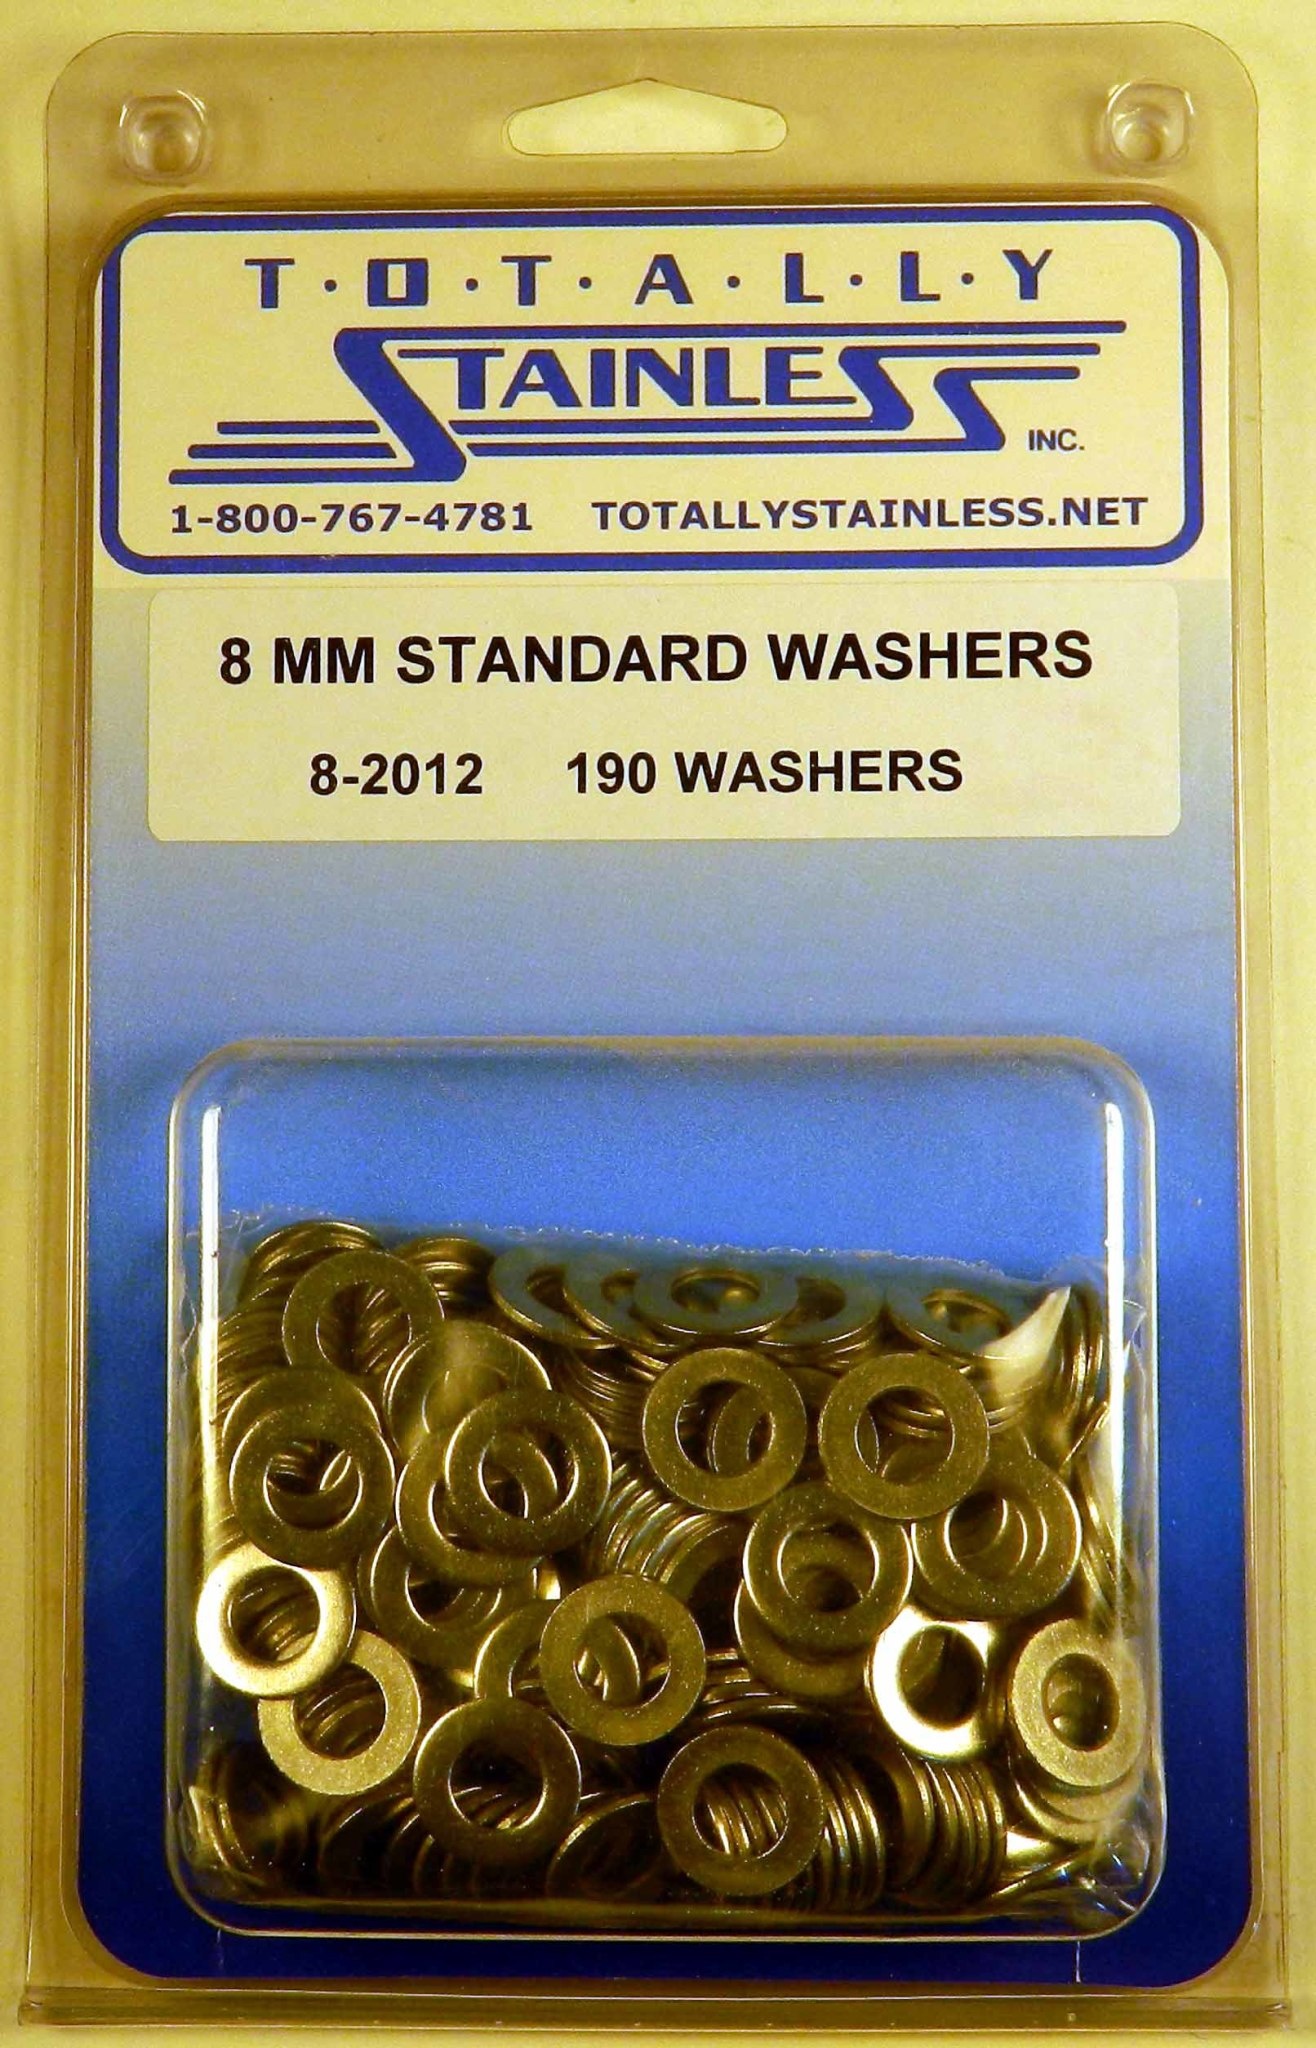 T·O·T·A·L·L·Y
STAINLESS INC.
1-800-767-4781 TOTALLYSTAINLESS.NET
8 MM STANDARD WASHERS
8-2012 190 WASHERS